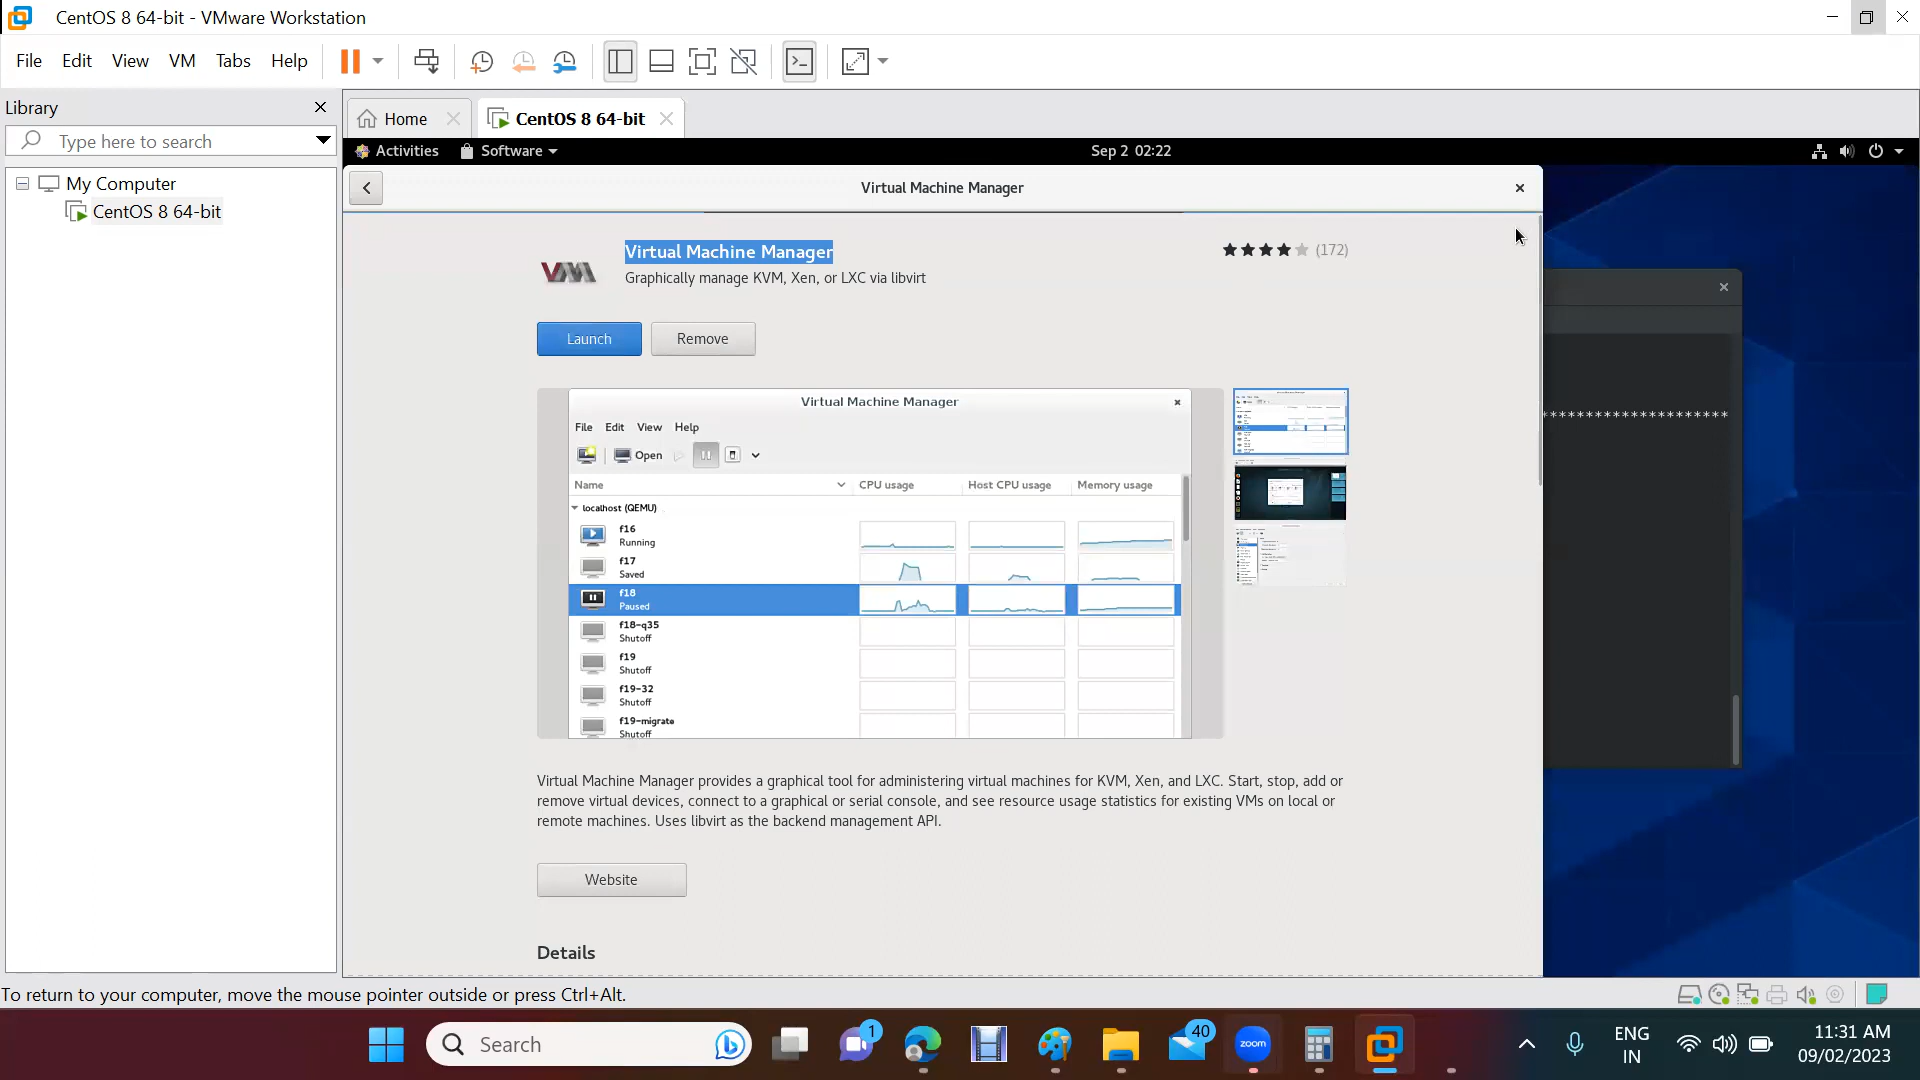 CentOS 8 64-bit - VMware Workstation
File Edit View VM Tabs Help
Library
Type here to search
My Computer
CentOS 8 64-bit
Home CentOS 8 64-bit
Activities Software Sep 2 02:22
Virtual Machine Manager
Virtual Machine Manager
(172)
Graphically manage KVM, Xen, or LXC via libvirt
Launch Remove
Virtual Machine Manager
File Edit View Help
Open
Name CPU usage Host CPU usage Memory usage
localhost (QEMU)
f16
Running
f17
Saved
f18
Paused
f18-q35
Shutoff
f19
Shutoff
f19-32
Shutoff
f19-migrate
Shutoff
*******************
Virtual Machine Manager provides a graphical tool for administering virtual machines for KVM, Xen, and LXC. Start, stop, add or
remove virtual devices, connect to a graphical or serial console, and see resource usage statistics for existing VMs on local or
remote machines. Uses libvirt as the backend management API.
Website
Details
To return to your computer, move the mouse pointer outside or press Ctrl+Alt.
Search
1
40
zoom
ENG
IN
11:31 AM
09/02/2023